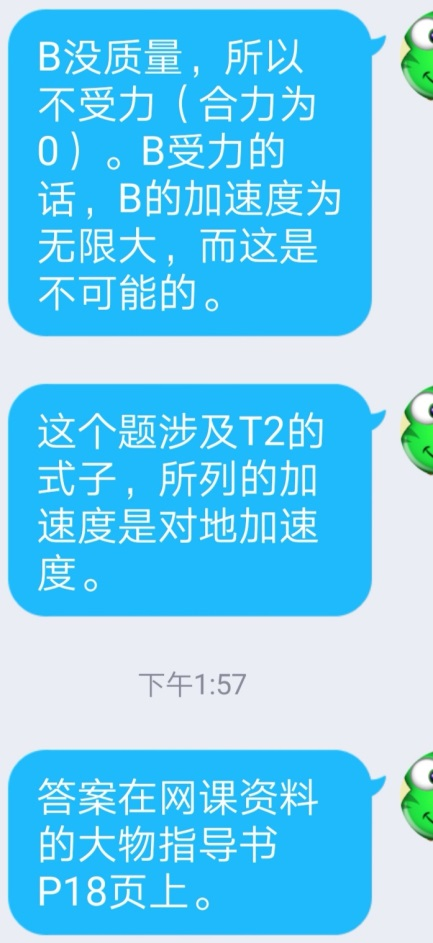 B没质量，所以
不受力（合力为
0）。B受力的
话，B的加速度为
无限大，而这是
不可能的。
这个题涉及T2的
式子，所列的加
速度是对地加速
度。
下午1:57
答案在网课资料
的大物指导书
P18页上。